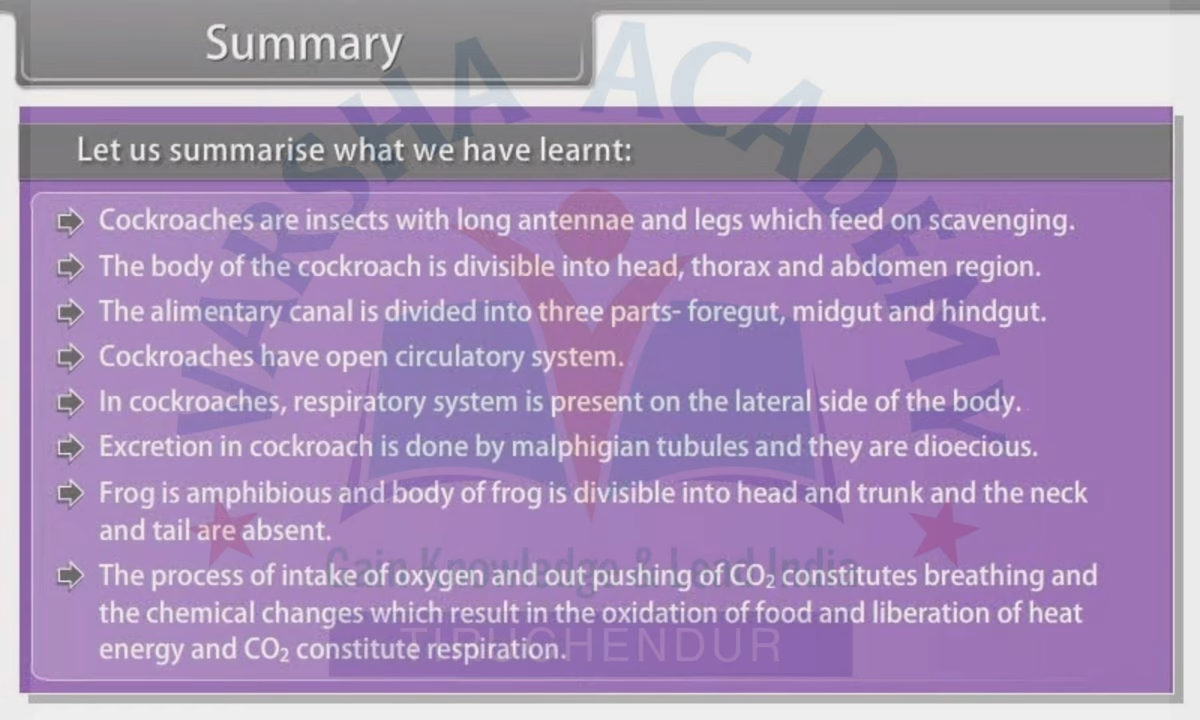 Summary
Let us summarise what we have learnt:
Cockroaches are insects with long antennae and legs which feed on scavenging.
The body of the cockroach is divisible into head, thorax and abdomen region.
The alimentary canal is divided into three parts- foregut, midgut and hindgut.
Cockroaches have open circulatory system.
In cockroaches, respiratory system is present on the lateral side of the body.
Excretion in cockroach is done by malphigian tubules and they are dioecious.
Frog is amphibious and body of frog is divisible into head and trunk and the neck
and tail are absent.
The process of intake of oxygen and out pushing of CO₂ constitutes breathing and
the chemical changes which result in the oxidation of food and liberation of heat
energy and CO₂ constitute respiration.
VARSHA ACADEMY
Gain Knowledge & Lead India
TIRUCHENDUR